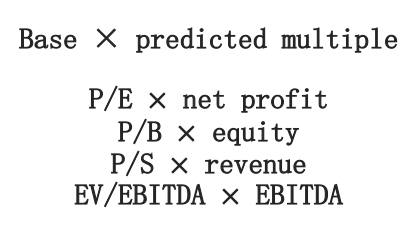 Base × predicted multiple
P/E × net profit
P/B × equity
P/S × revenue
EV/EBITDA × EBITDA